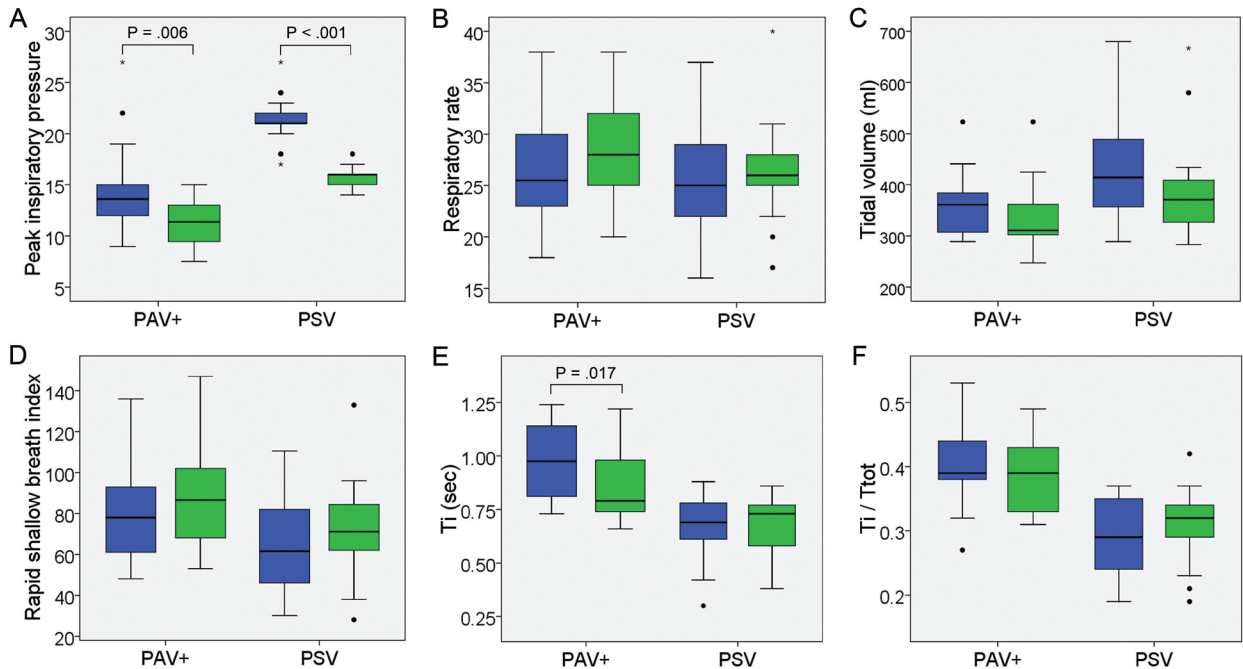 A
Peak inspiratory pressure
30
25
20
15
10
5
P = .006
P < .001
*
*
*
PAV+
PSV
B
Respiratory rate
40
35
30
25
20
15
*
PAV+
PSV
C
Tidal volume (ml)
700
600
500
400
300
200
*
PAV+
PSV
D
Rapid shallow breath index
140
120
100
80
60
40
20
PAV+
PSV
E
Ti (sec)
1.25
1.00
0.75
0.50
0.25
P = .017
PAV+
PSV
F
Ti / Ttot
0.5
0.4
0.3
0.2
PAV+
PSV